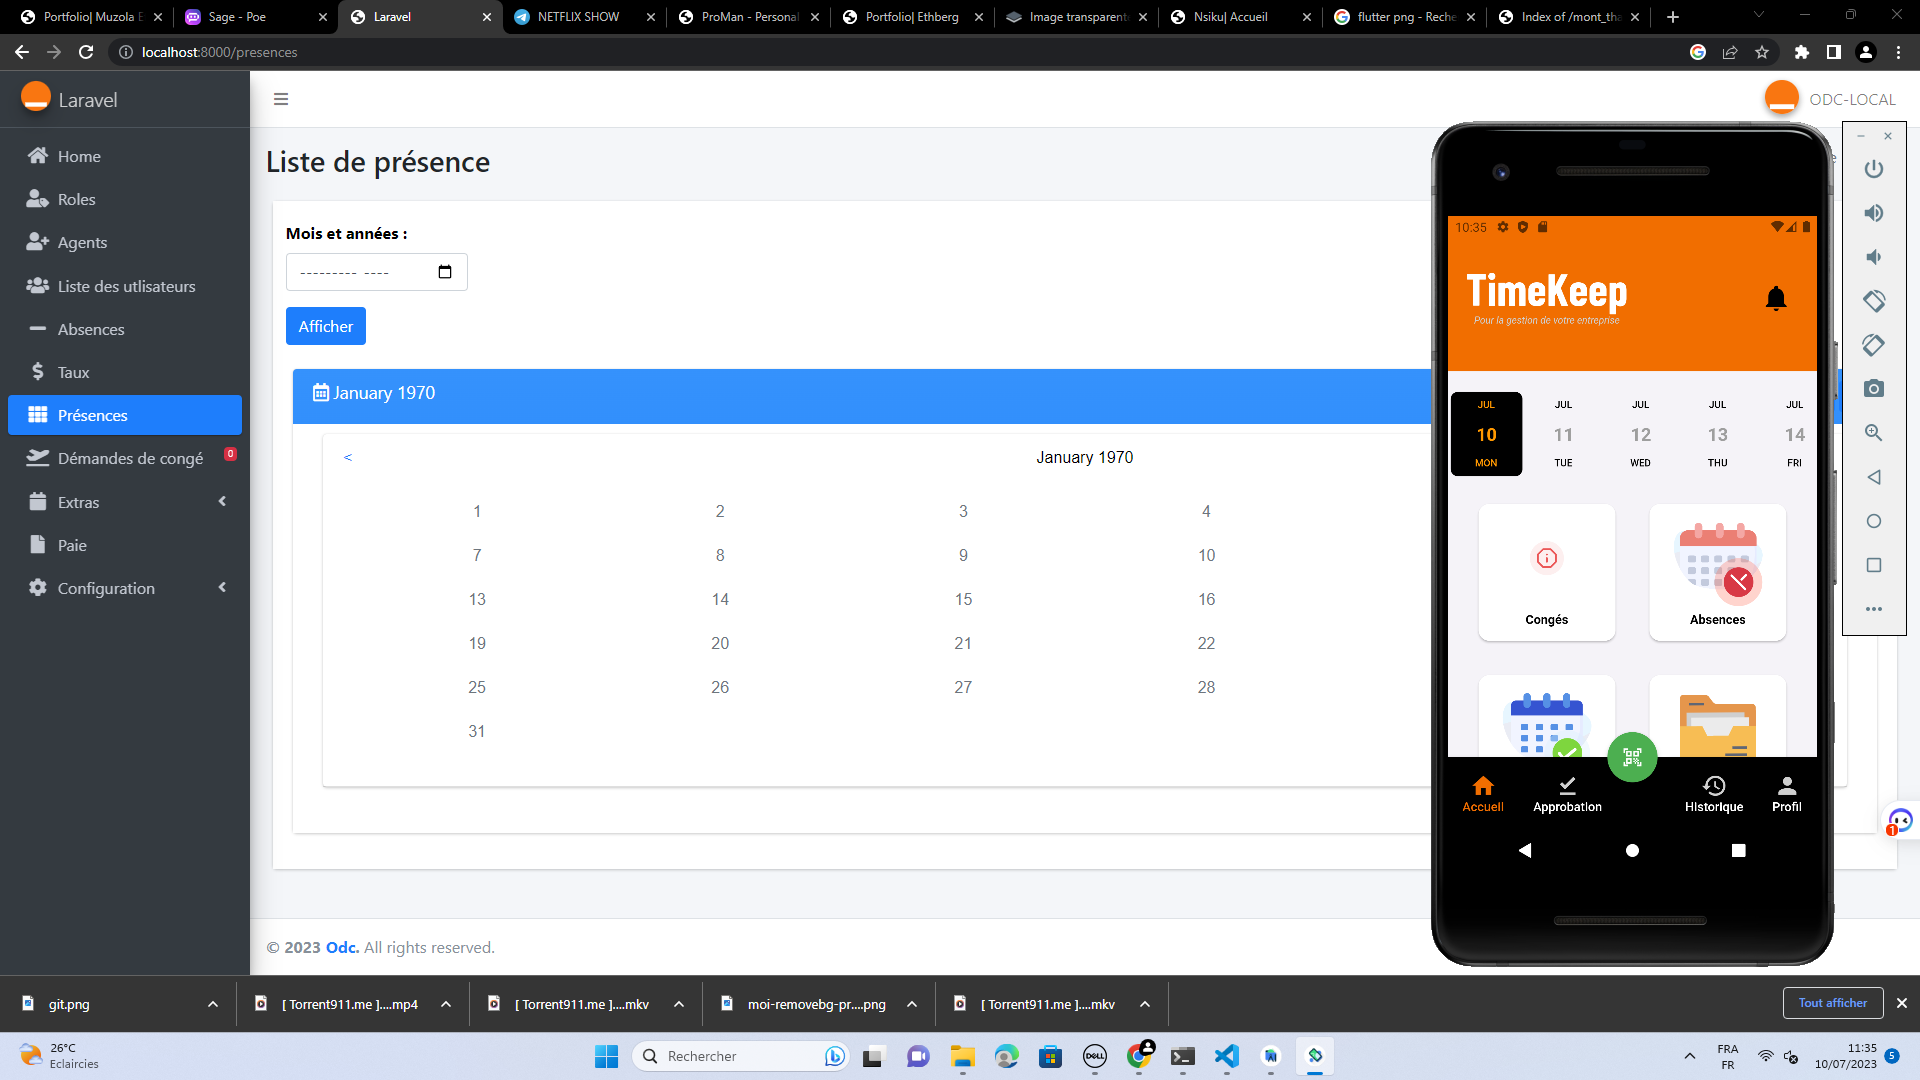 Portfolio| Muzola E
Sage - Poe
Laravel
NETFLIX SHOW
ProMan - Personal
Portfolio| Ethberg
Image transparent
Nsiku| Accueil
flutter png - Reche
Index of /mont_tha
localhost:8000/presences
Laravel
ODC-LOCAL
Home
Roles
Agents
Liste des utlisateurs
Absences
Taux
Présences
Démandes de congé 0
Extras
Paie
Configuration
Liste de présence
Mois et années :
--------- ----
Afficher
January 1970
< January 1970
1 2 3 4
7 8 9 10
13 14 15 16
19 20 21 22
25 26 27 28
31
© 2023 Odc. All rights reserved.
10:35
TimeKeep
Pour la gestion de votre entreprise
JUL JUL JUL JUL JUL
10 11 12 13 14
MON TUE WED THU FRI
Congés Absences
Accueil Approbation Historique Profil
1
git.png
[ Torrent911.me ]....mp4
[ Torrent911.me ]....mkv
moi-removebg-pr....png
[ Torrent911.me ]....mkv
Tout afficher
26°C
Eclaircies
Rechercher
DELL
FRA
FR
11:35
10/07/2023
5